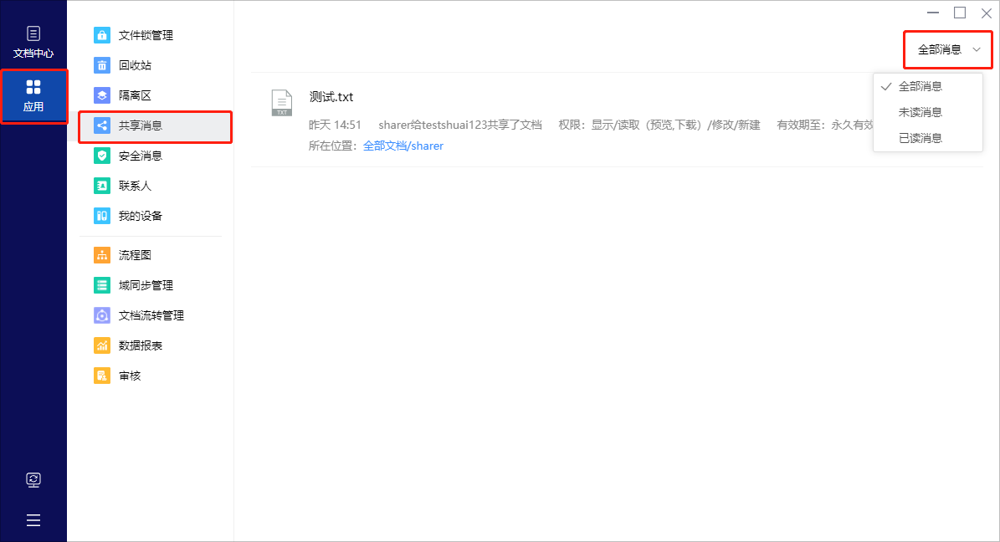 文档中心
应用
文件锁管理
回收站
隔离区
共享消息
安全消息
联系人
我的设备
流程图
域同步管理
文档流转管理
数据报表
审核
全部消息
全部消息
未读消息
已读消息
TXT
测试.txt
昨天 14:51 sharer给testshuai123共享了文档 权限：显示/读取（预览,下载）/修改/新建 有效期至：永久有效
所在位置：全部文档/sharer